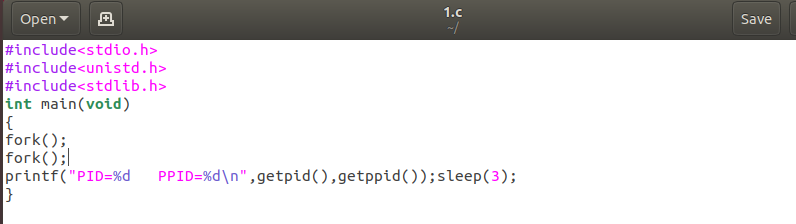 Open
1.c
~/
Save
#include<stdio.h>
#include<unistd.h>
#include<stdlib.h>
int main(void)
{
fork();
fork();
printf("PID=%d   PPID=%d\n",getpid(),getppid());sleep(3);
}